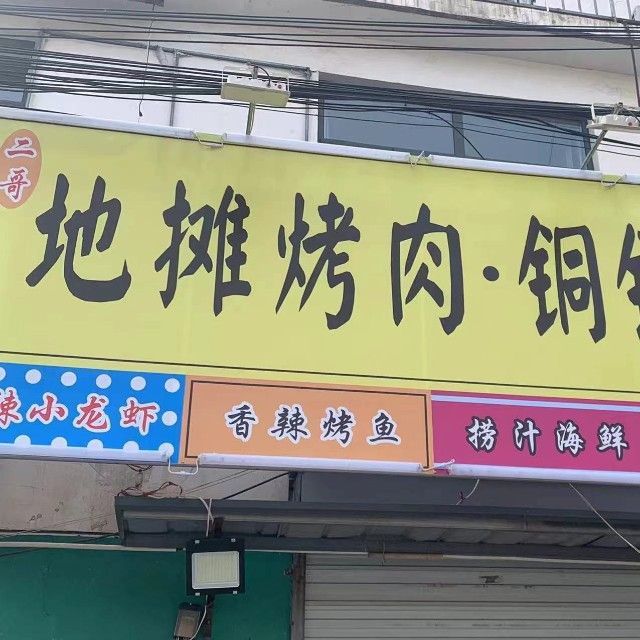 二哥
地摊烤肉·铜
辣小龙虾
香辣烤鱼
捞汁海鲜